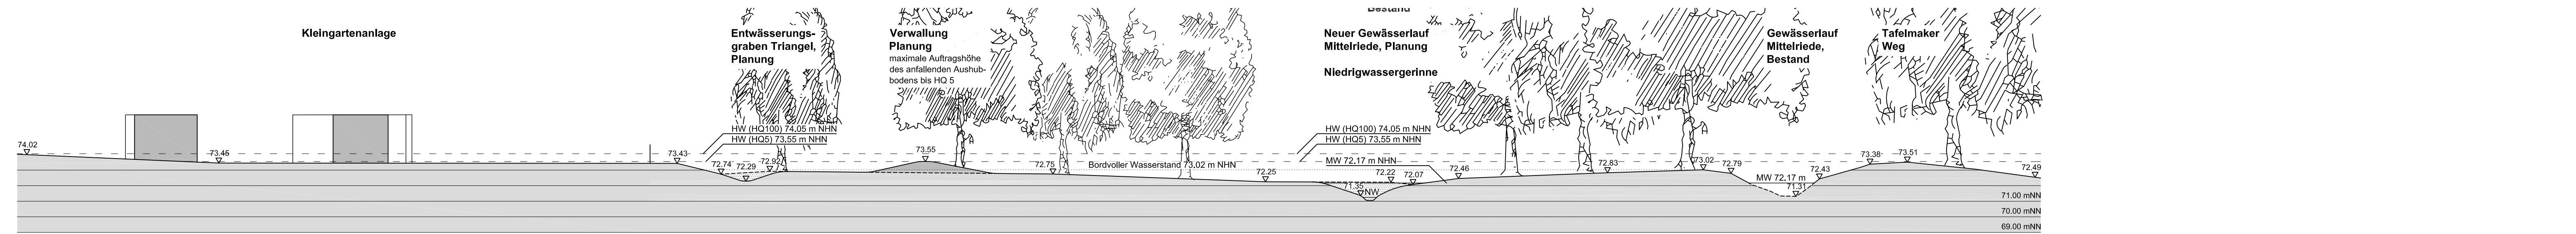 Kleingartenanlage
Entwässerungs-
graben Triangel,
Planung
Verwallung
Planung
maximale Auftragshöhe
des anfallenden Aushub-
bodens bis HQ 5
Bestand
Neuer Gewässerlauf
Mittelriede, Planung
Niedrigwassergerinne
Gewässerlauf
Mittelriede,
Bestand
Tafelmaker
Weg
HW (HQ100) 74.05 m NHN
HW (HQ5) 73,55 m NHN
HW (HQ100) 74.05 m NHN
HW (HQ5) 73,55 m NHN
MW 72.17 m NHN
Bordvoller Wasserstand 73,02 m NHN
74.02
73.45
73.43
72.74
72.29
72.92
73.55
72.75
72.25
71.35
NW
72.22
72.07
72.46
72.83
73.02
72.79
MW 72.17 m
71.31
72.43
73.38
73.51
72.49
71.00 mNN
70.00 mNN
69.00 mNN